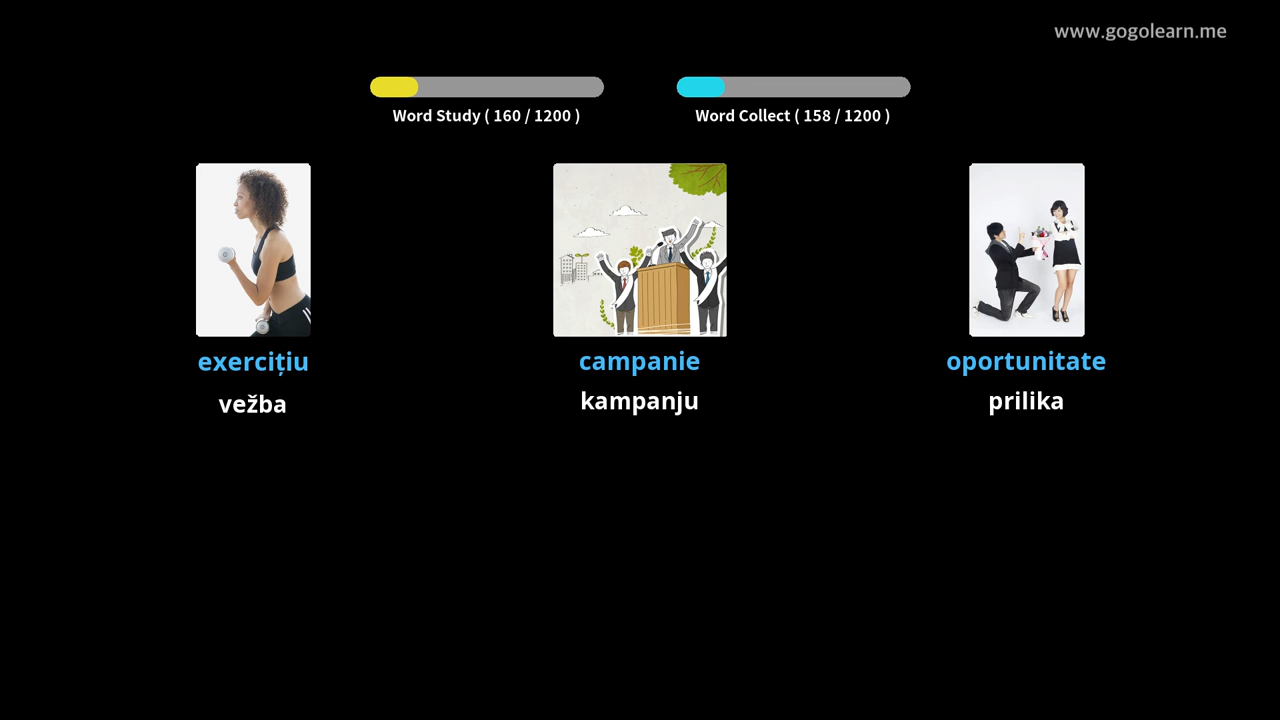 www.gogolearn.me
Word Study ( 160 / 1200 )
Word Collect ( 158 / 1200 )
exercițiu
campanie
oportunitate
vežba
kampanju
prilika